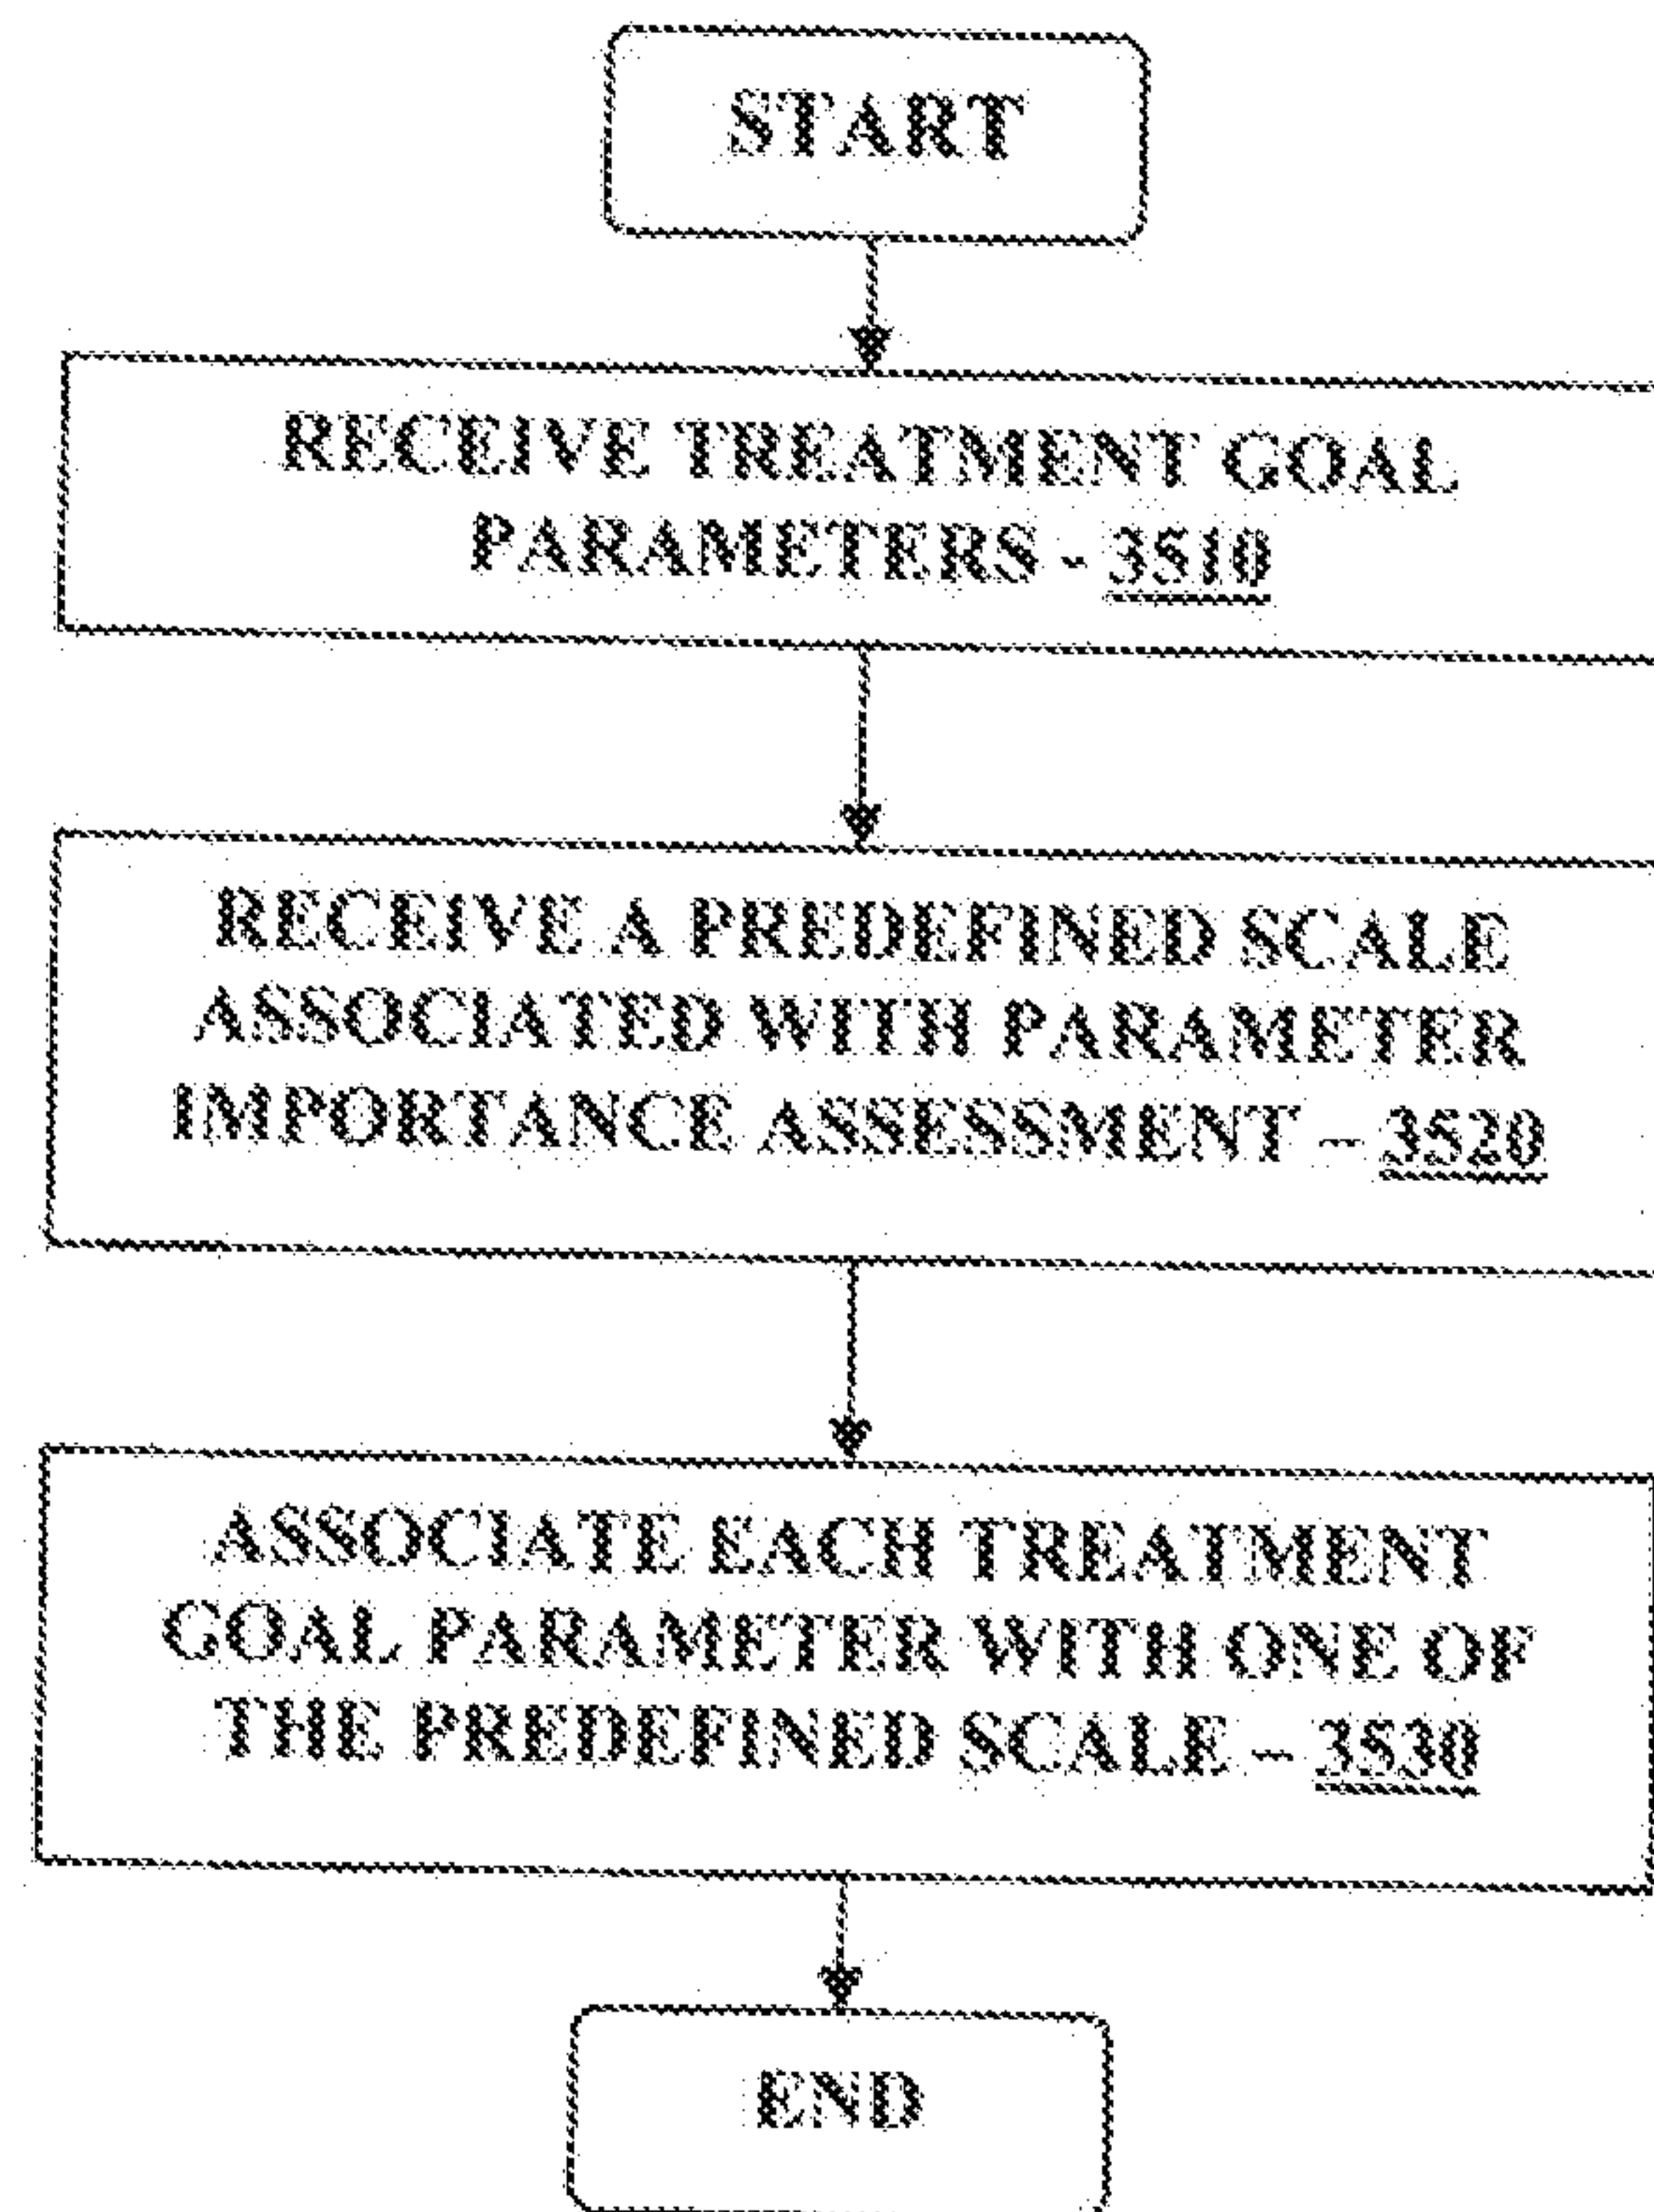 START
RECEIVE TREATMENT GOAL
PARAMETERS - 3510
RECEIVE A PREDEFINED SCALE
ASSOCIATED WITH PARAMETER
IMPORTANCE ASSESSMENT – 3520
ASSOCIATE EACH TREATMENT
GOAL PARAMETER WITH ONE OF
THE PREDEFINED SCALE – 3530
END